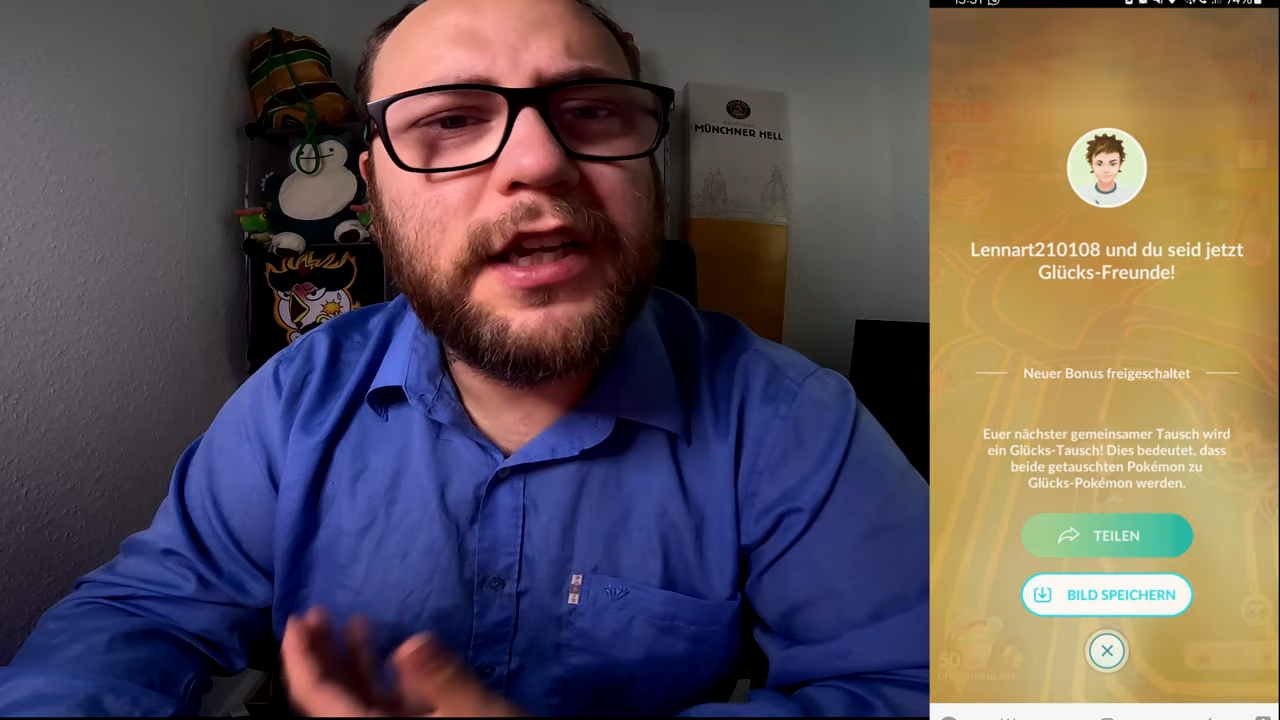 MÜNCHNER HELL
Lennart210108 und du seid jetzt
Glücks-Freunde!
Neuer Bonus freigeschaltet
Euer nächster gemeinsamer Tausch wird
ein Glücks-Tausch! Dies bedeutet, dass
beide getauschten Pokémon zu
Glücks-Pokémon werden.
TEILEN
BILD SPEICHERN
50